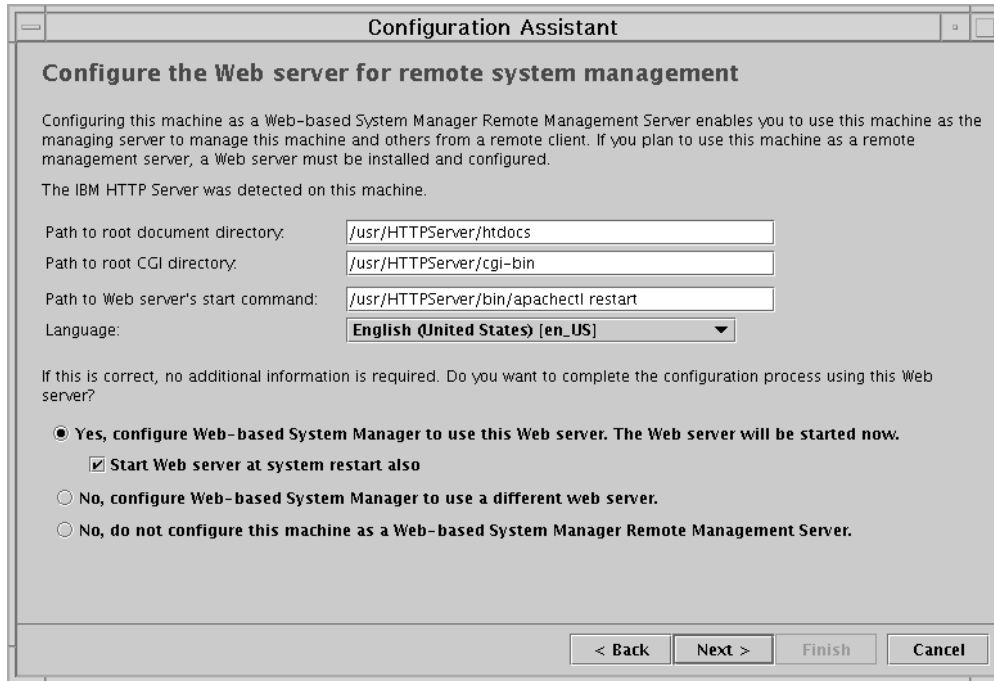 Configuration Assistant
Configure the Web server for remote system management
Configuring this machine as a Web-based System Manager Remote Management Server enables you to use this machine as the
managing server to manage this machine and others from a remote client. If you plan to use this machine as a remote
management server, a Web server must be installed and configured.
The IBM HTTP Server was detected on this machine.
Path to root document directory: /usr/HTTPServer/htdocs
Path to root CGI directory: /usr/HTTPServer/cgi-bin
Path to Web server's start command: /usr/HTTPServer/bin/apachectl restart
Language: English (United States) [en_US]
If this is correct, no additional information is required. Do you want to complete the configuration process using this Web
server?
Yes, configure Web-based System Manager to use this Web server. The Web server will be started now.
Start Web server at system restart also
No, configure Web-based System Manager to use a different web server.
No, do not configure this machine as a Web-based System Manager Remote Management Server.
< Back Next > Finish Cancel